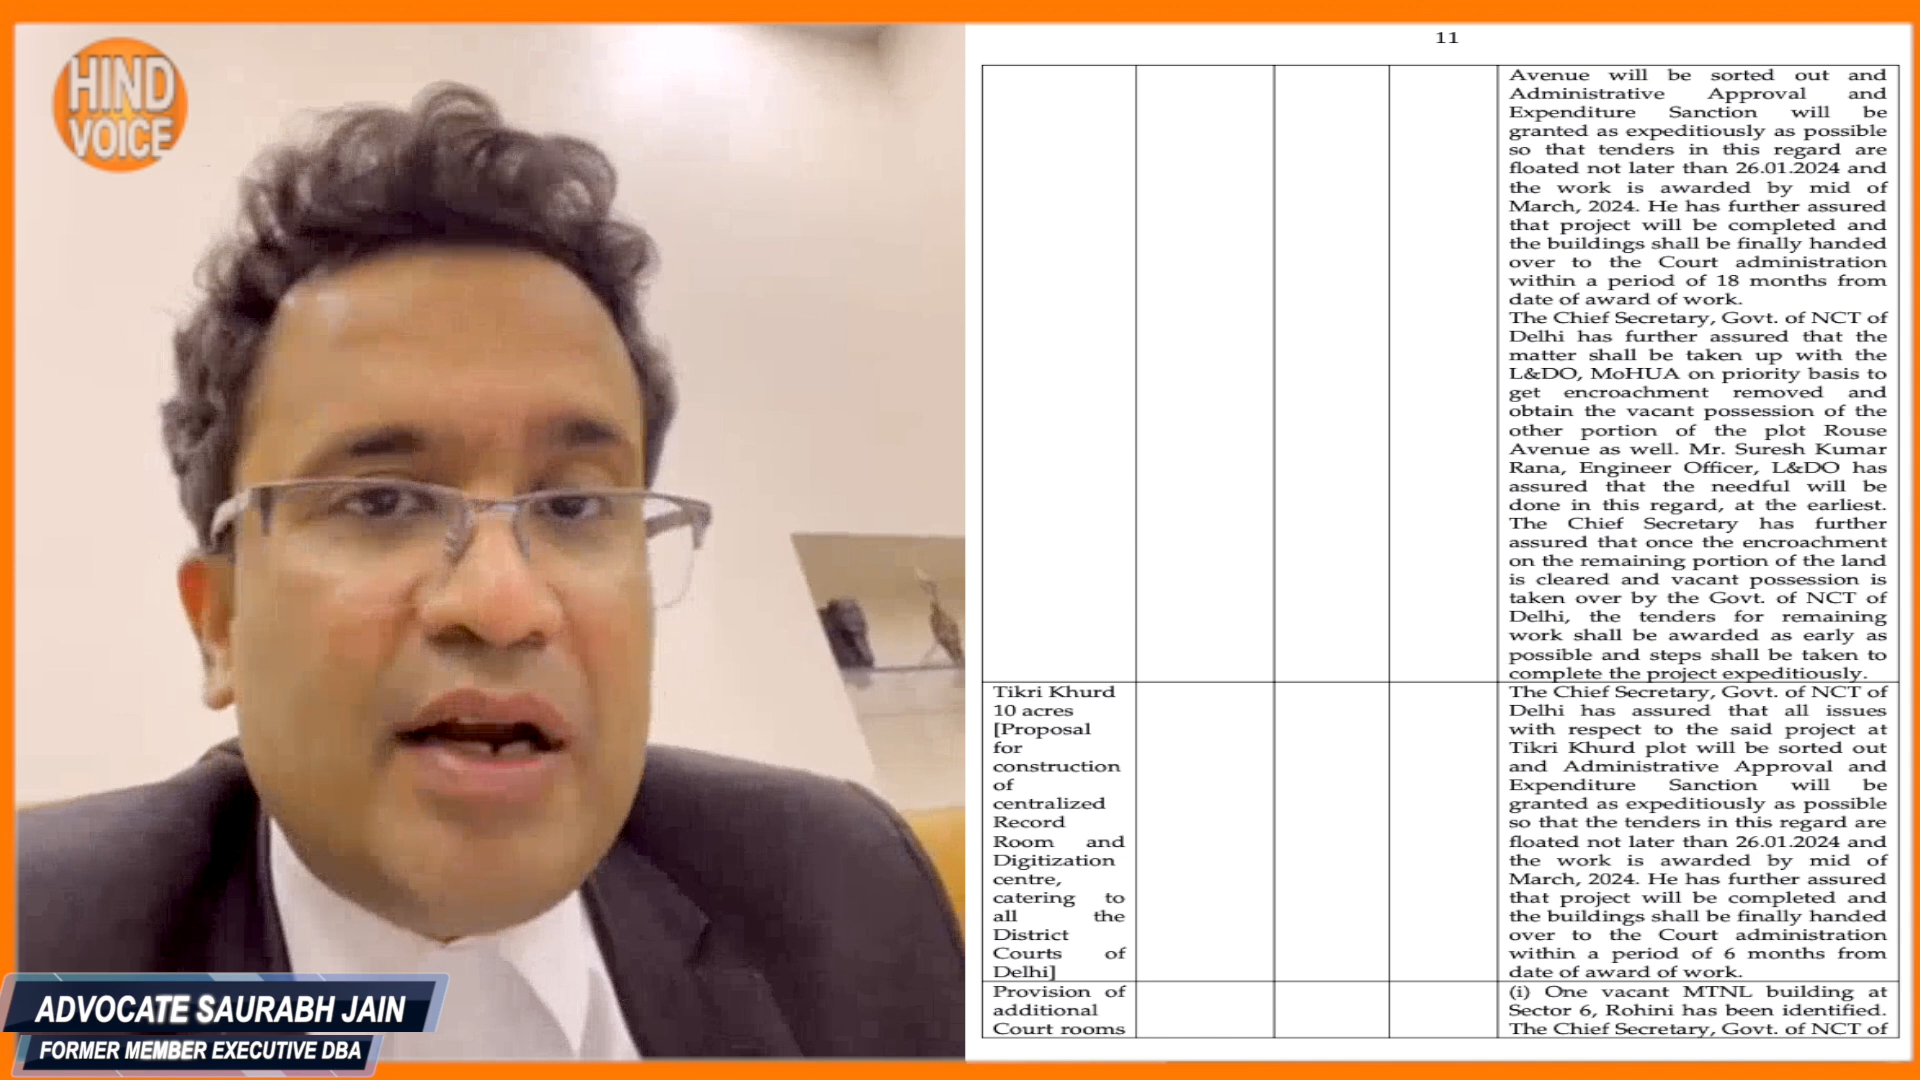 HIND
VOICE
ADVOCATE SAURABH JAIN
FORMER MEMBER EXECUTIVE DBA
11
Avenue will be sorted out and
Administrative Approval and
Expenditure Sanction will be
granted as expeditiously as possible
so that tenders in this regard are
floated not later than 26.01.2024 and
the work is awarded by mid of
March, 2024. He has further assured
that project will be completed and
the buildings shall be finally handed
over to the Court administration
within a period of 18 months from
date of award of work.
The Chief Secretary, Govt. of NCT of
Delhi has further assured that the
matter shall be taken up with the
L&DO, MoHUA on priority basis to
get encroachment removed and
obtain the vacant possession of the
other portion of the plot Rouse
Avenue as well. Mr. Suresh Kumar
Rana, Engineer Officer, L&DO has
assured that the needful will be
done in this regard, at the earliest.
The Chief Secretary has further
assured that once the encroachment
on the remaining portion of the land
is cleared and vacant possession is
taken over by the Govt. of NCT of
Delhi, the tenders for remaining
work shall be awarded as early as
possible and steps shall be taken to
complete the project expeditiously.
Tikri Khurd
10 acres
[Proposal
for
construction
of
centralized
Record
Room and
Digitization
centre,
catering to
all the
District
Courts of
Delhi]
The Chief Secretary, Govt. of NCT of
Delhi has assured that all issues
with respect to the said project at
Tikri Khurd plot will be sorted out
and Administrative Approval and
Expenditure Sanction will be
granted as expeditiously as possible
so that the tenders in this regard are
floated not later than 26.01.2024 and
the work is awarded by mid of
March, 2024. He has further assured
that project will be completed and
the buildings shall be finally handed
over to the Court administration
within a period of 6 months from
date of award of work.
Provision of
additional
Court rooms
(i) One vacant MTNL building at
Sector 6, Rohini has been identified.
The Chief Secretary, Govt. of NCT of